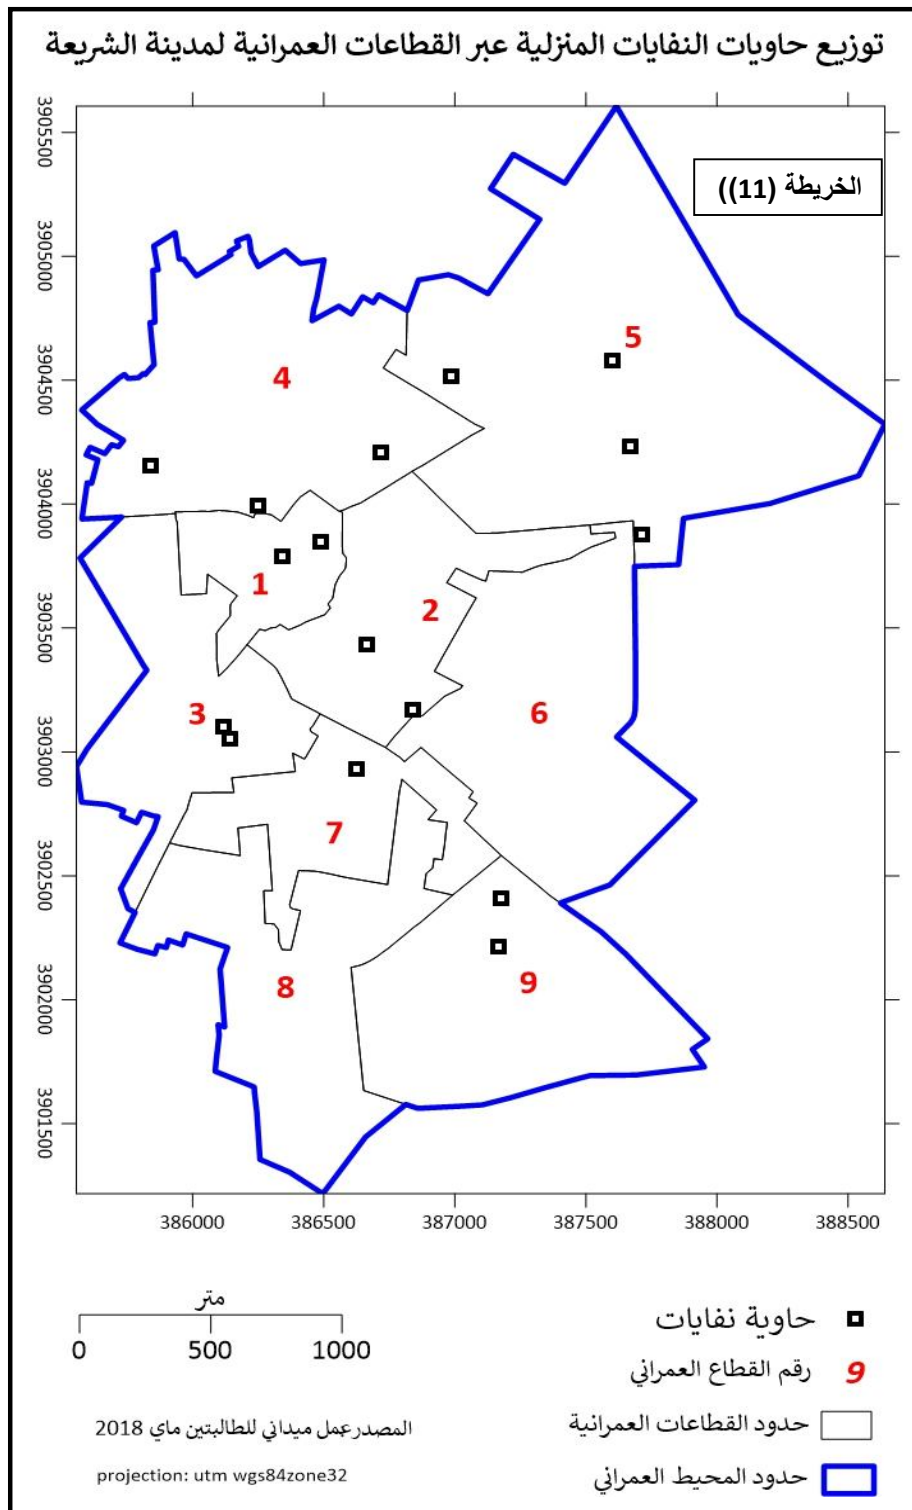 توزيع حاويات النفايات المنزلية عبر القطاعات العمرانية لمدينة الشريعة
الخريطة (11))
3905500
3905000
3904500
3904000
3903500
3903000
3902500
3902000
3901500
5
4
1
2
3
6
7
8
9
386000 386500 387000 387500 388000 388500
متر
0 500 1000
حاوية نفايات
9 رقم القطاع العمراني
حدود القطاعات العمرانية
حدود المحيط العمراني
المصدر:عمل ميداني للطالبتين ماي 2018
projection: utm wgs84zone32